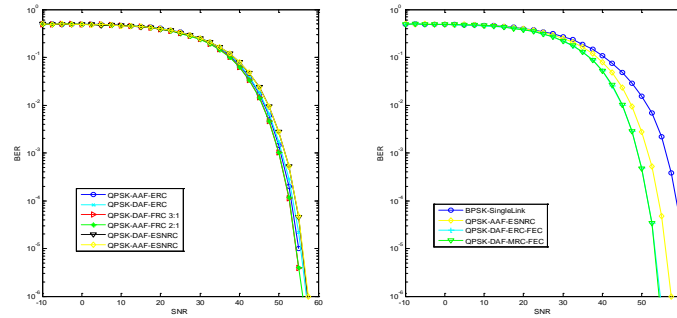 10^0
10^-1
10^-2
10^-3
10^-4
10^-5
10^-6
BER
QPSK-AAF-ERC
QPSK-DAF-ERC
QPSK-DAF-FRC 3:1
QPSK-AAF-FRC 2:1
QPSK-DAF-ESNRC
QPSK-AAF-ESNRC
-10 0 10 20 30 40 50 60
SNR
10^0
10^-1
10^-2
10^-3
10^-4
10^-5
10^-6
BER
BPSK-SingleLink
QPSK-AAF-ESNRC
QPSK-DAF-ERC-FEC
QPSK-DAF-MRC-FEC
-10 0 10 20 30 40 50
SNR